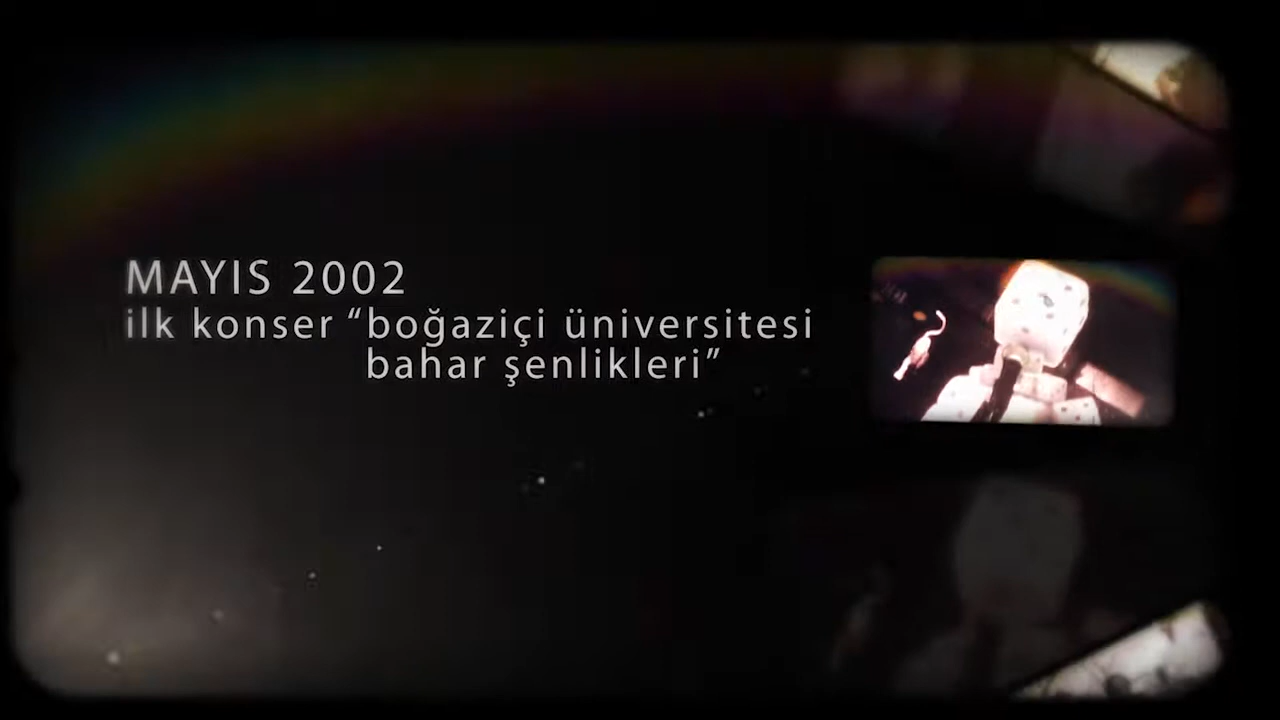 MAYIS 2002
ilk konser “boğaziçi üniversitesi
bahar şenlikleri”